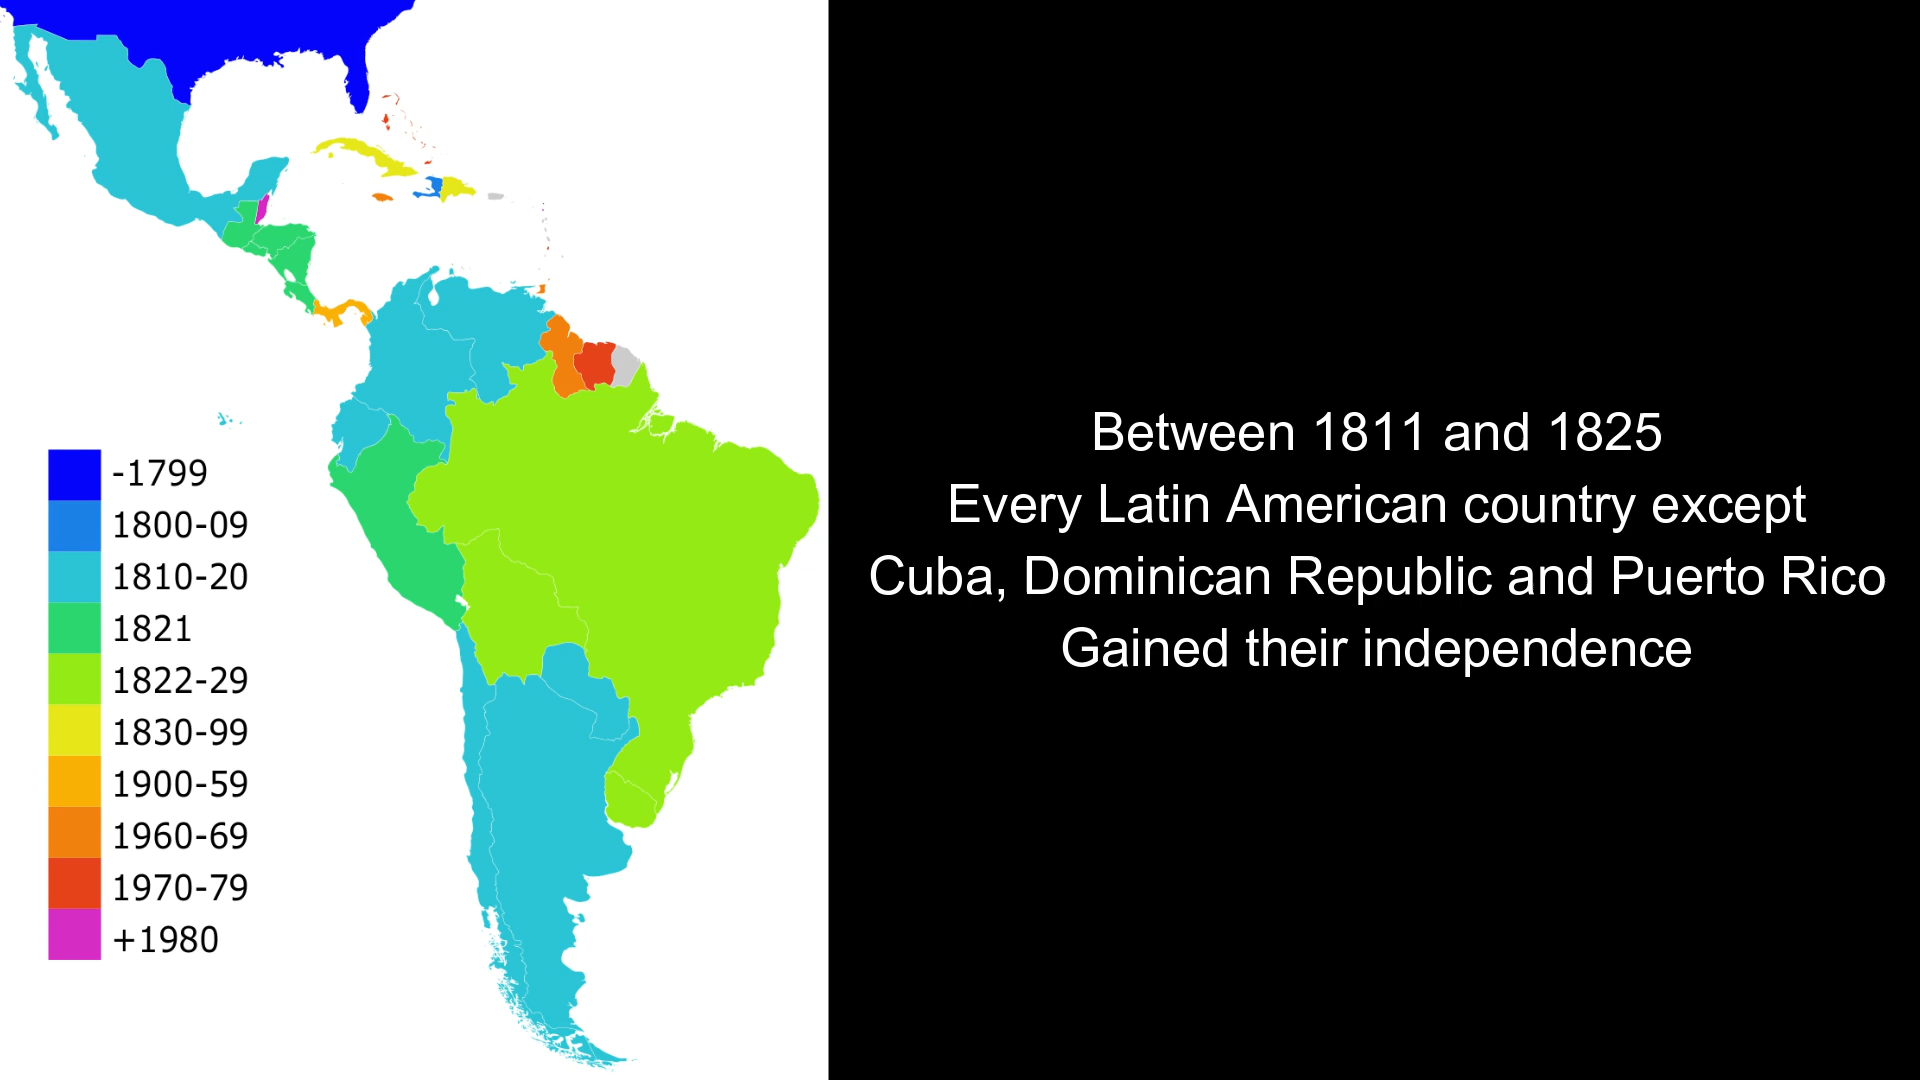 -1799
1800-09
1810-20
1821
1822-29
1830-99
1900-59
1960-69
1970-79
+1980
Between 1811 and 1825
Every Latin American country except
Cuba, Dominican Republic and Puerto Rico
Gained their independence